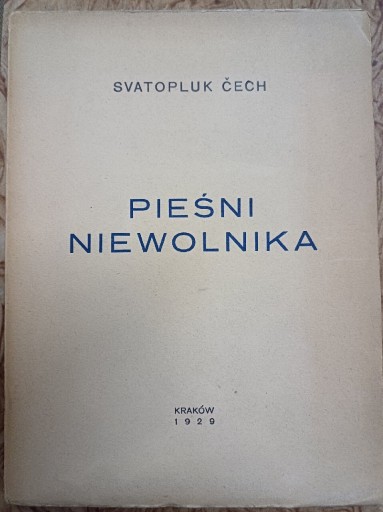 SVATOPLUK ČECH
PIEŚNI
NIEWOLNIKA
KRAKÓW
1929